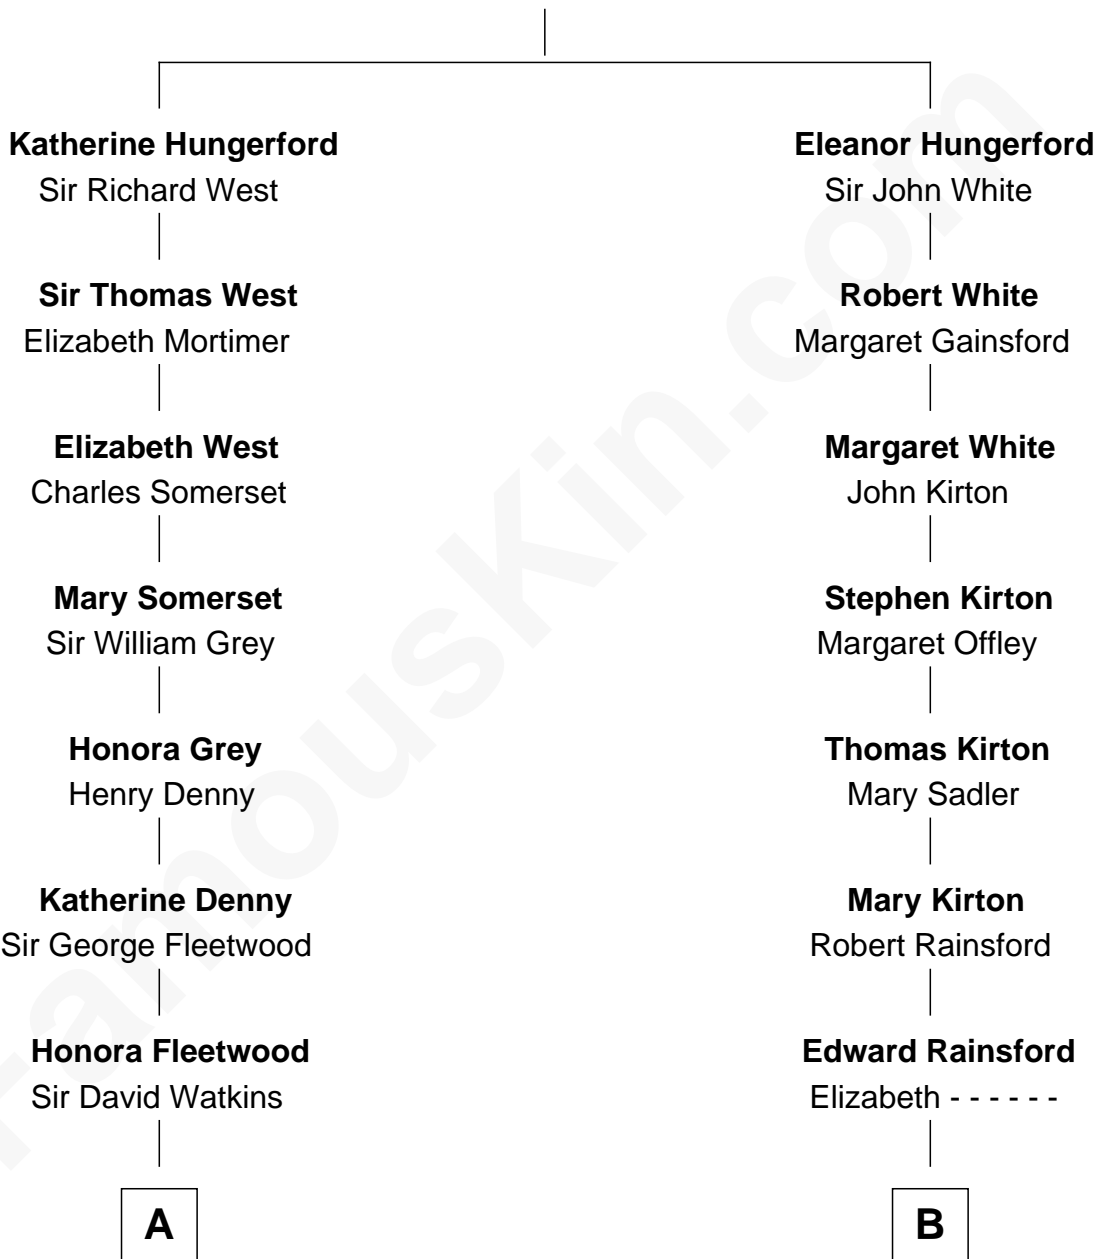 Katherine Hungerford
Sir Richard West
Sir Thomas West
Elizabeth Mortimer
Elizabeth West
Charles Somerset
Mary Somerset
Sir William Grey
Honora Grey
Henry Denny
Katherine Denny
Sir George Fleetwood
Honora Fleetwood
Sir David Watkins
A
Eleanor Hungerford
Sir John White
Robert White
Margaret Gainsford
Margaret White
John Kirton
Stephen Kirton
Margaret Offley
Thomas Kirton
Mary Sadler
Mary Kirton
Robert Rainsford
Edward Rainsford
Elizabeth - - - - - -
B
FamousKin.com